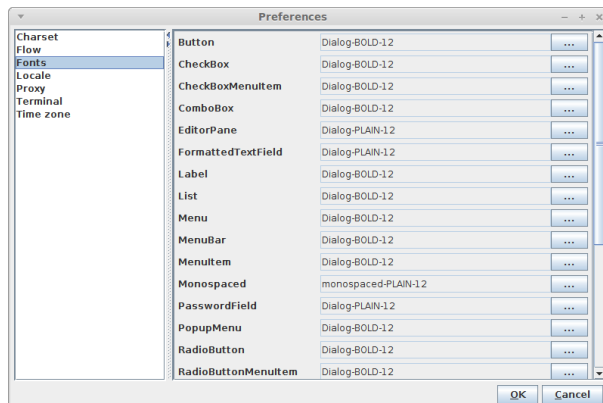 Preferences
Charset
Flow
Fonts
Locale
Proxy
Terminal
Time zone
Button Dialog-BOLD-12 ...
CheckBox Dialog-BOLD-12 ...
CheckBoxMenuItem Dialog-BOLD-12 ...
ComboBox Dialog-BOLD-12 ...
EditorPane Dialog-PLAIN-12 ...
FormattedTextField Dialog-PLAIN-12 ...
Label Dialog-BOLD-12 ...
List Dialog-BOLD-12 ...
Menu Dialog-BOLD-12 ...
MenuBar Dialog-BOLD-12 ...
MenuItem Dialog-BOLD-12 ...
Monospaced monospaced-PLAIN-12 ...
PasswordField Dialog-PLAIN-12 ...
PopupMenu Dialog-BOLD-12 ...
RadioButton Dialog-BOLD-12 ...
RadioButtonMenuItem Dialog-BOLD-12 ...
OK Cancel